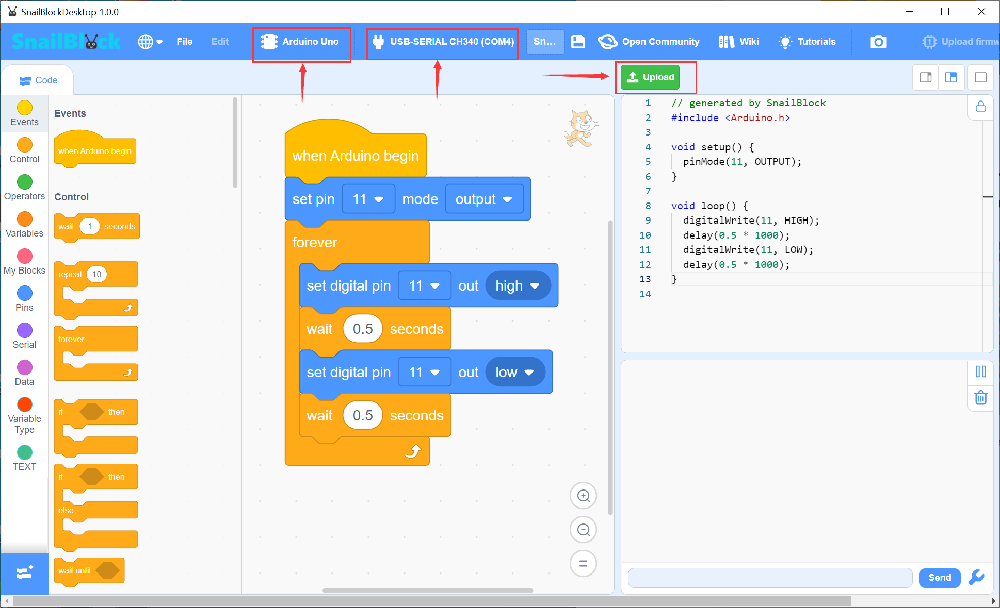 SnailBlockDesktop 1.0.0
SnailBlock
File
Edit
Arduino Uno
USB-SERIAL CH340 (COM4)
Sn...
Open Community
Wiki
Tutorials
Upload firmw
Code
Upload
Events
Control
Operators
Variables
My Blocks
Pins
Serial
Data
Variable
Type
TEXT
Events
when Arduino begin
Control
wait 1 seconds
repeat 10
forever
if then
if then
else
wait until
when Arduino begin
set pin 11 mode output
forever
set digital pin 11 out high
wait 0.5 seconds
set digital pin 11 out low
wait 0.5 seconds
1 // generated by SnailBlock
2 #include <Arduino.h>
3
4 void setup() {
5 pinMode(11, OUTPUT);
6 }
7
8 void loop() {
9 digitalWrite(11, HIGH);
10 delay(0.5 * 1000);
11 digitalWrite(11, LOW);
12 delay(0.5 * 1000);
13 }
14
Send